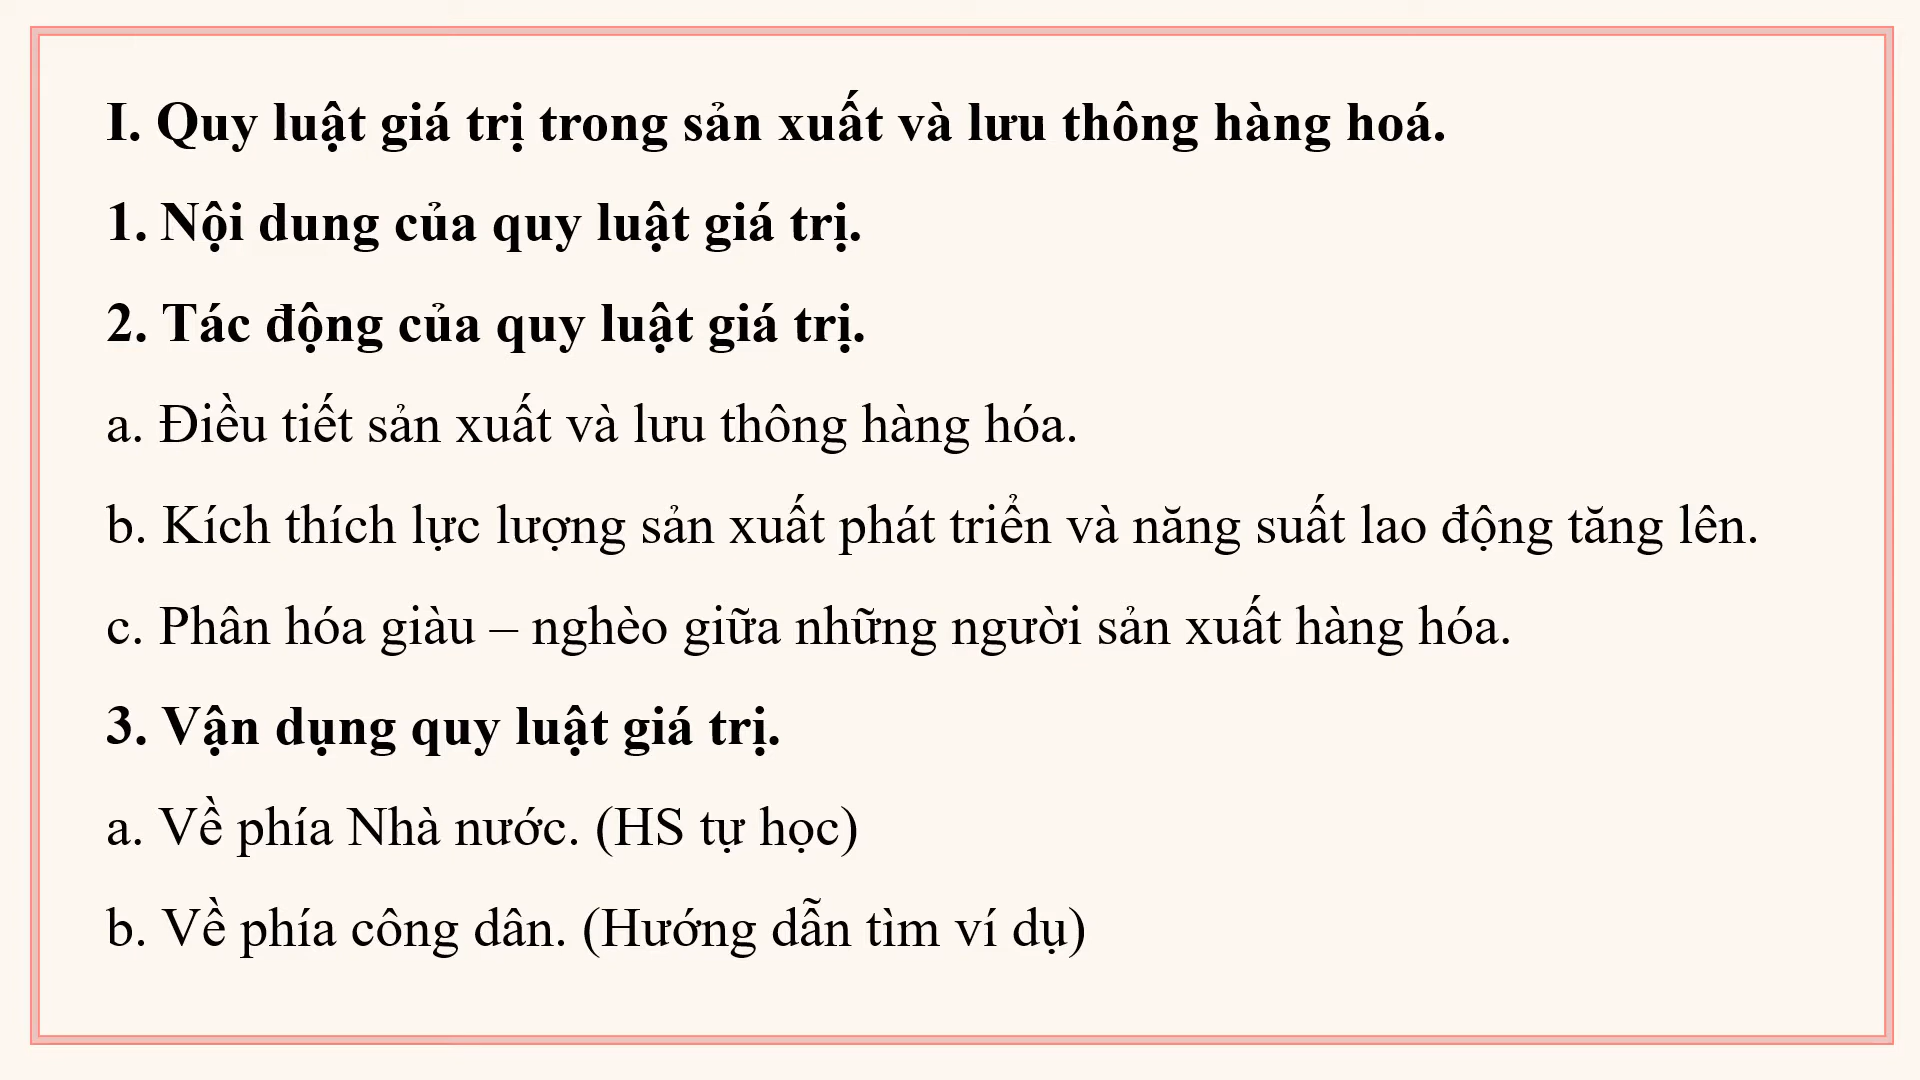 I. Quy luật giá trị trong sản xuất và lưu thông hàng hoá.
1. Nội dung của quy luật giá trị.
2. Tác động của quy luật giá trị.
a. Điều tiết sản xuất và lưu thông hàng hóa.
b. Kích thích lực lượng sản xuất phát triển và năng suất lao động tăng lên.
c. Phân hóa giàu – nghèo giữa những người sản xuất hàng hóa.
3. Vận dụng quy luật giá trị.
a. Về phía Nhà nước. (HS tự học)
b. Về phía công dân. (Hướng dẫn tìm ví dụ)